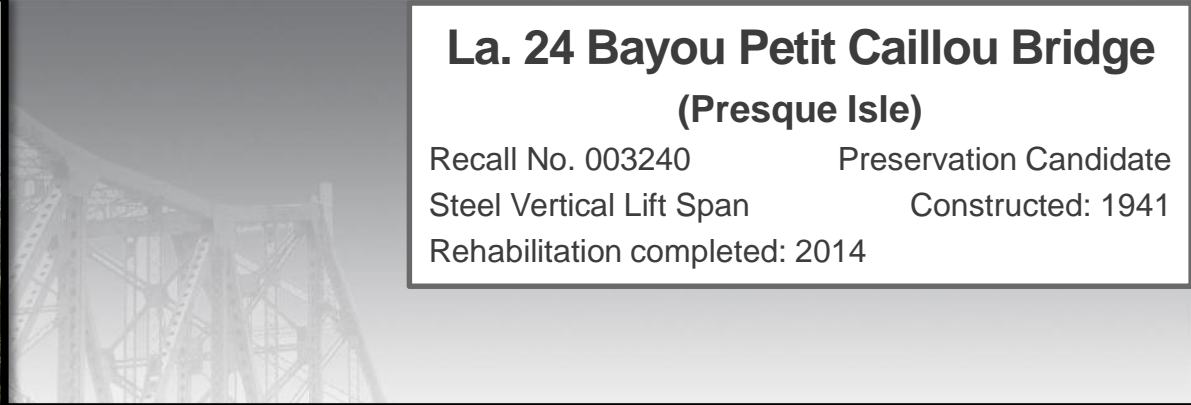 La. 24 Bayou Petit Caillou Bridge
(Presque Isle)
Recall No. 003240 Preservation Candidate
Steel Vertical Lift Span Constructed: 1941
Rehabilitation completed: 2014